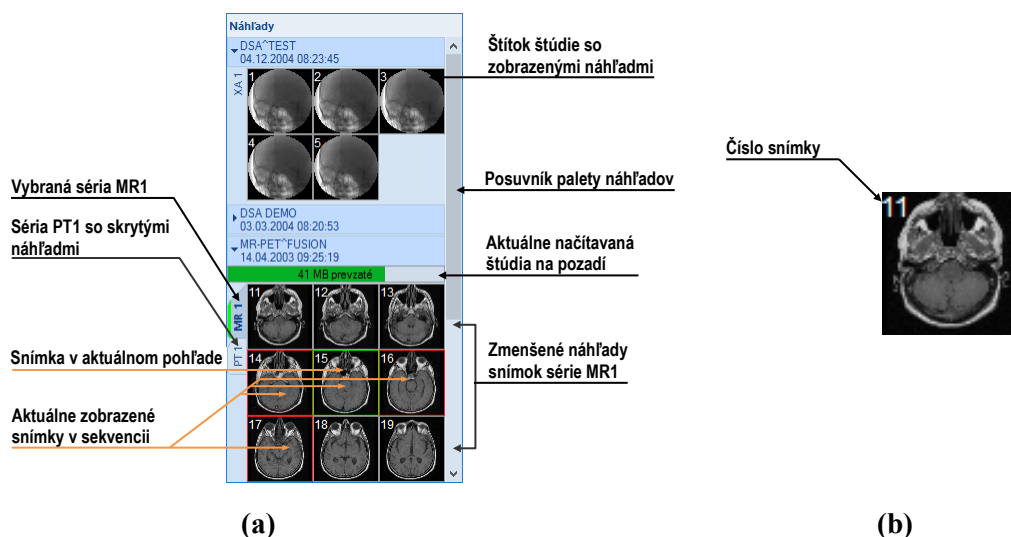 Náhľady
DSA^TEST
04.12.2004 08:23:45
XA 1
1
2
3
4
5
DSA DEMO
03.03.2004 08:20:53
MR-PET^FUSION
14.04.2003 09:25:19
41 MB prevzaté
MR 1
PT 1
11
12
13
14
15
16
17
18
19
Štítok štúdie so
zobrazenými náhľadmi
Posuvník palety náhľadov
Aktuálne načítavaná
štúdia na pozadí
Zmenšené náhľady
snímok série MR1
Vybraná séria MR1
Séria PT1 so skrytými
náhľadmi
Snímka v aktuálnom pohľade
Aktuálne zobrazené
snímky v sekvencii
(a)
Číslo snímky
11
(b)